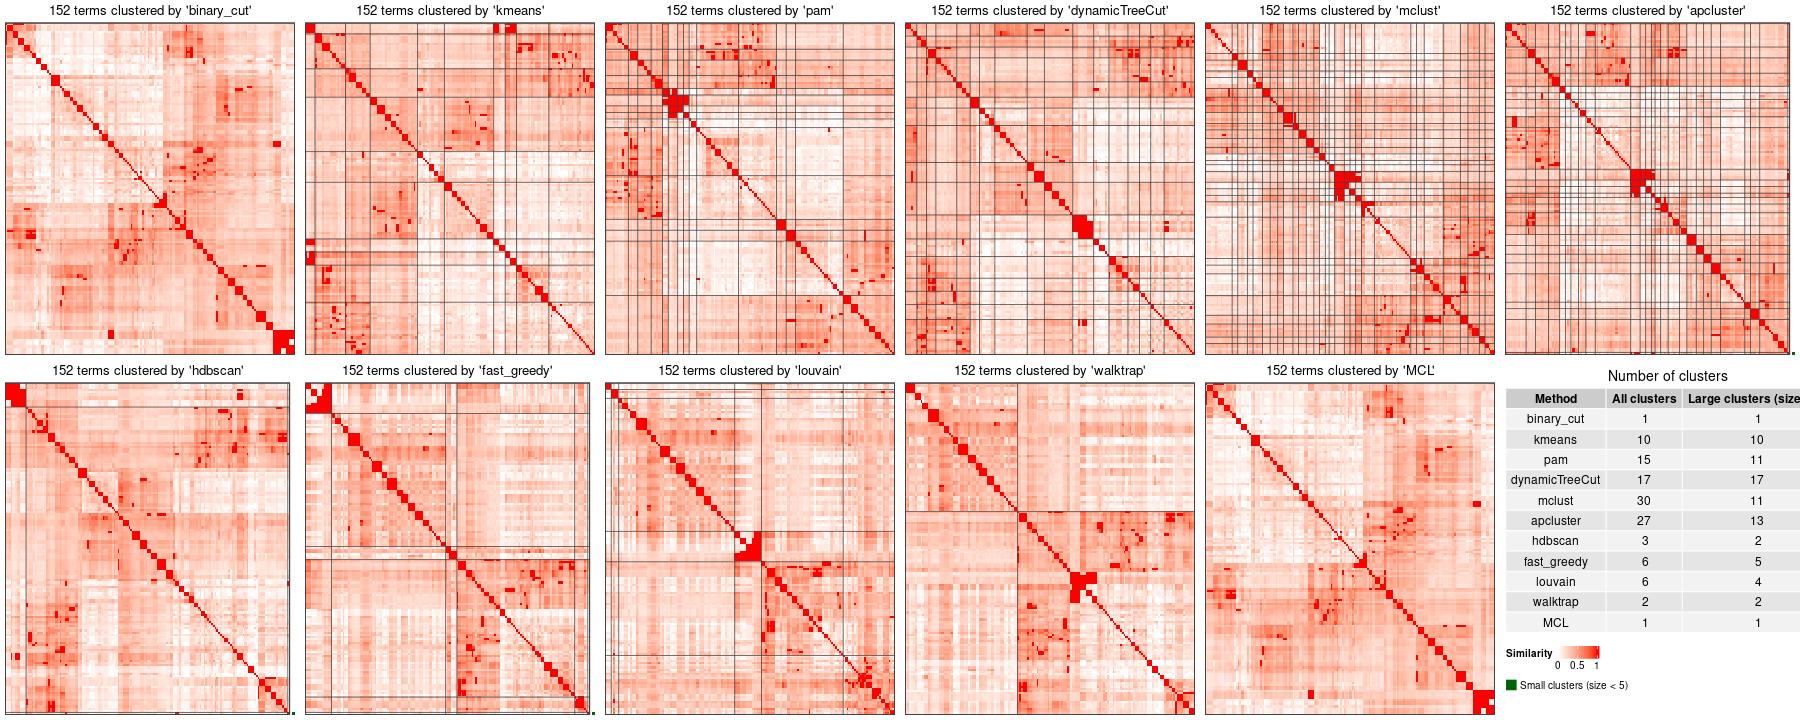 152 terms clustered by 'binary_cut'
152 terms clustered by 'kmeans'
152 terms clustered by 'pam'
152 terms clustered by 'dynamicTreeCut'
152 terms clustered by 'mclust'
152 terms clustered by 'apcluster'
152 terms clustered by 'hdbscan'
152 terms clustered by 'fast_greedy'
152 terms clustered by 'louvain'
152 terms clustered by 'walktrap'
152 terms clustered by 'MCL'
Number of clusters
Method All clusters Large clusters (size
binary_cut 1 1
kmeans 10 10
pam 15 11
dynamicTreeCut 17 17
mclust 30 11
apcluster 27 13
hdbscan 3 2
fast_greedy 6 5
louvain 6 4
walktrap 2 2
MCL 1 1
Similarity
0 0.5 1
Small clusters (size < 5)